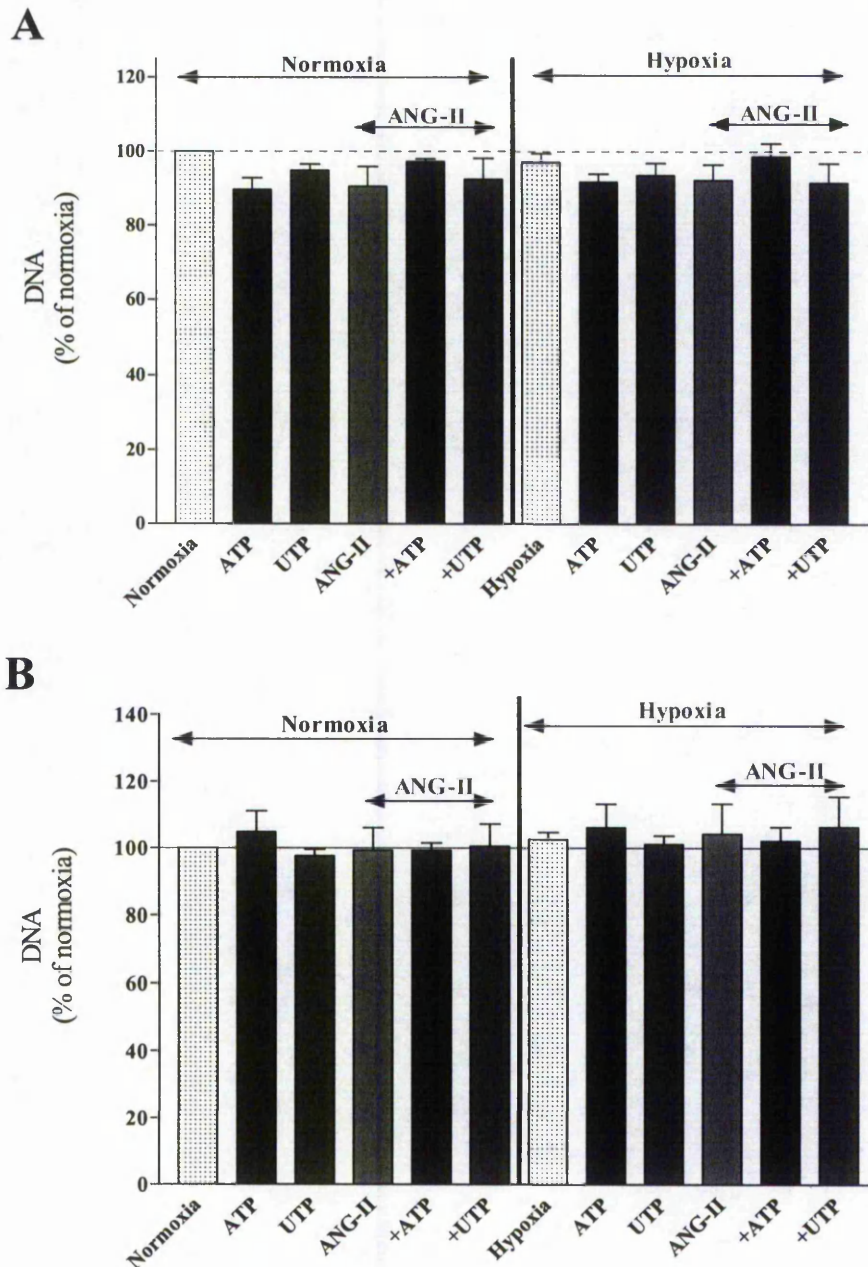 A
Normoxia
Hypoxia
ANG-II
ANG-II
120
100
80
60
40
20
0
DNA
(% of normoxia)
Normoxia
ATP
UTP
ANG-II
+ATP
+UTP
Hypoxia
ATP
UTP
ANG-II
+ATP
+UTP
B
Normoxia
Hypoxia
ANG-II
ANG-II
140
120
100
80
60
40
20
0
DNA
(% of normoxia)
Normoxia
ATP
UTP
ANG-II
+ATP
+UTP
Hypoxia
ATP
UTP
ANG-II
+ATP
+UTP